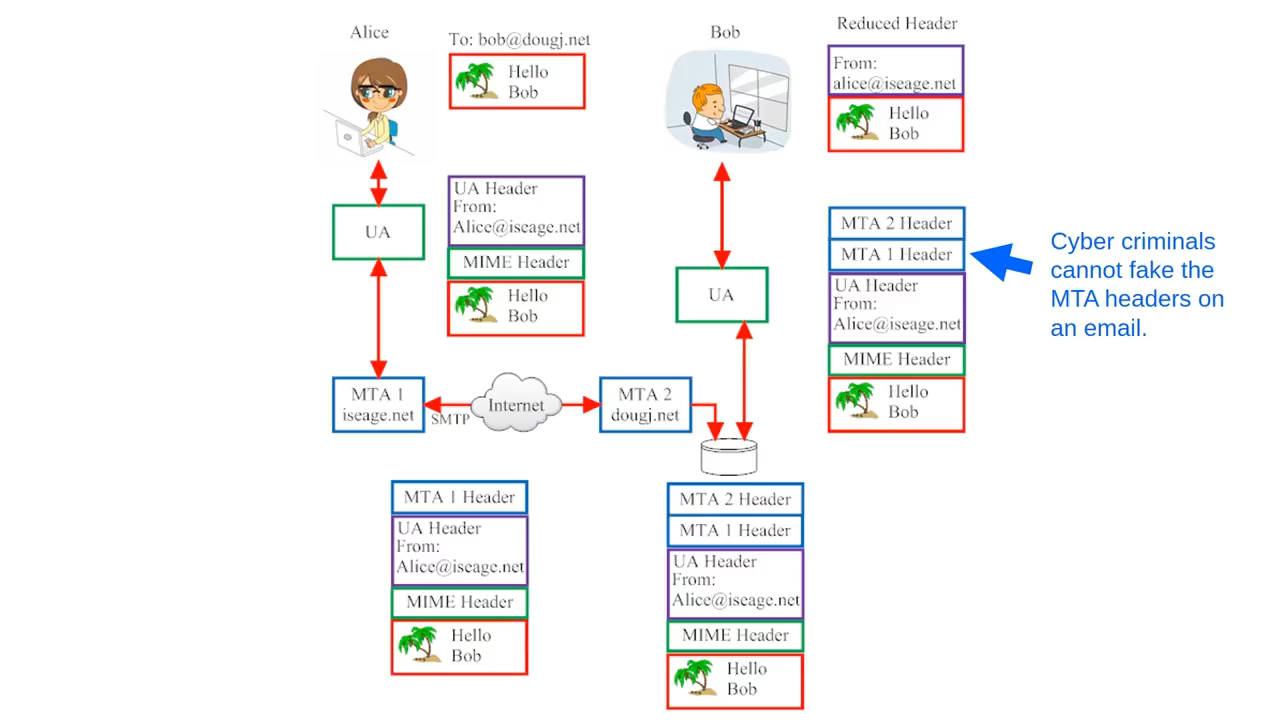 Alice
To: bob@dougj.net
Hello
Bob
Bob
Reduced Header
From:
alice@iseage.net
Hello
Bob
UA
UA Header
From:
Alice@iseage.net
MIME Header
Hello
Bob
UA
MTA 2 Header
MTA 1 Header
UA Header
From:
Alice@iseage.net
MIME Header
Hello
Bob
Cyber criminals
cannot fake the
MTA headers on
an email.
MTA 1
iseage.net
SMTP
Internet
MTA 2
dougj.net
MTA 1 Header
UA Header
From:
Alice@iseage.net
MIME Header
Hello
Bob
MTA 2 Header
MTA 1 Header
UA Header
From:
Alice@iseage.net
MIME Header
Hello
Bob